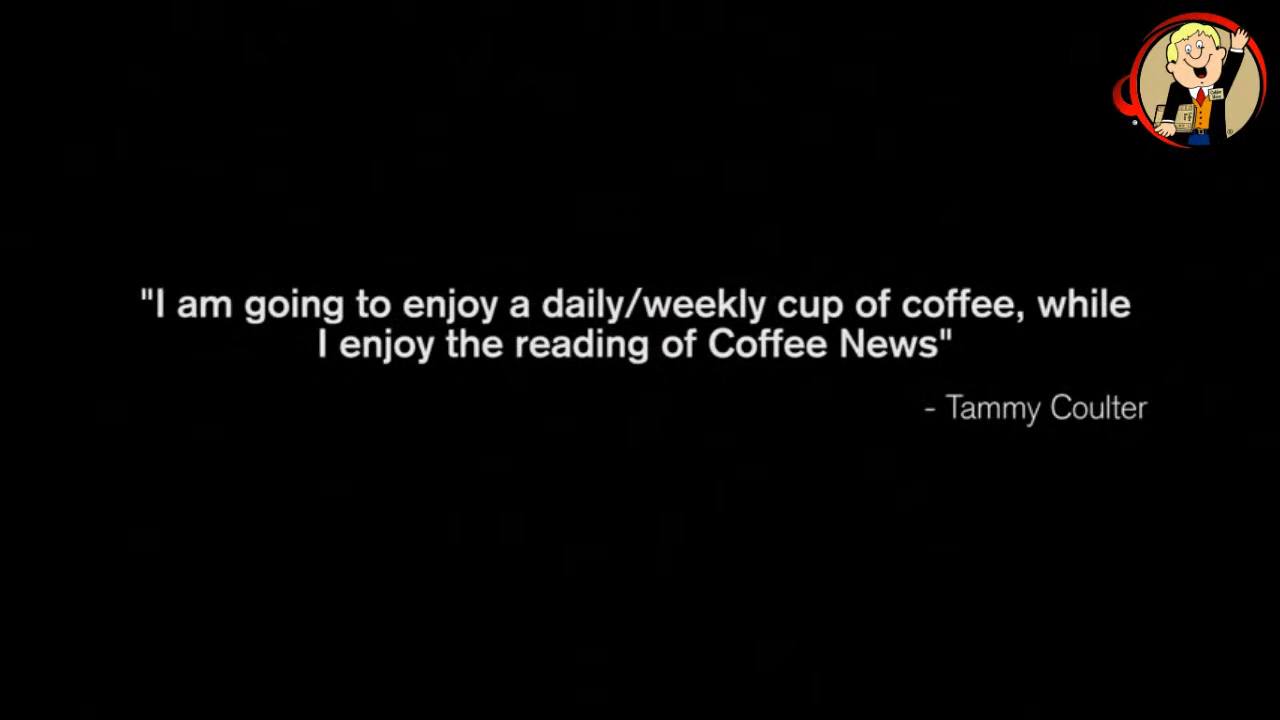 "I am going to enjoy a daily/weekly cup of coffee, while
I enjoy the reading of Coffee News"
- Tammy Coulter